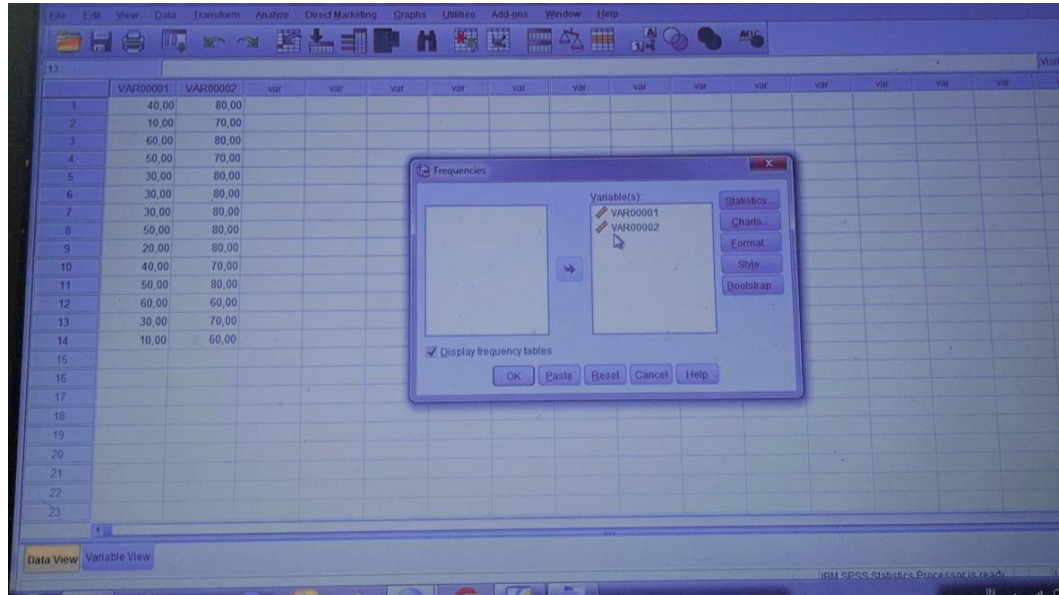 File Edit View Data Transform Analyze Direct Marketing Graphs Utilities Add-ons Window Help
13 :
VAR00001 VAR00002 var var var var var var var var var var var var
1 40,00 80,00
2 10,00 70,00
3 60,00 80,00
4 50,00 70,00
5 30,00 80,00
6 30,00 80,00
7 30,00 80,00
8 50,00 80,00
9 20,00 80,00
10 40,00 70,00
11 50,00 80,00
12 60,00 60,00
13 30,00 70,00
14 10,00 60,00
15
16
17
18
19
20
21
22
23
Frequencies
Variable(s):
VAR00001
VAR00002
Statistics...
Charts...
Format...
Style...
Bootstrap...
Display frequency tables
OK Paste Reset Cancel Help
Data View Variable View
IBM SPSS Statistics Processor is ready
IN